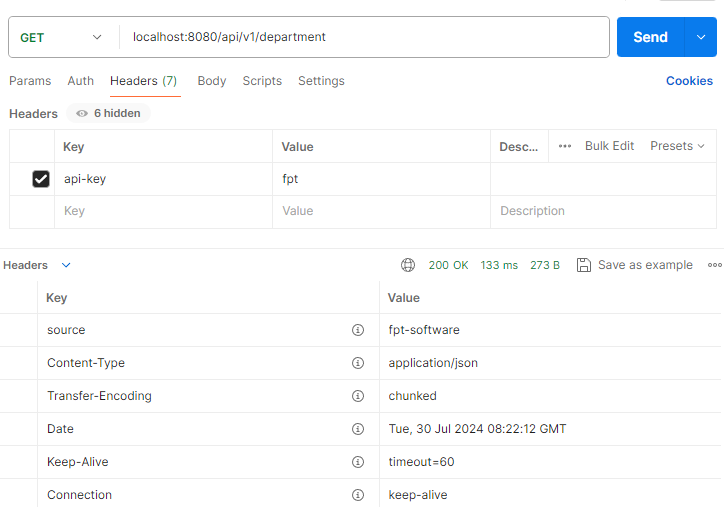 GET localhost:8080/api/v1/department Send
Params Auth Headers (7) Body Scripts Settings Cookies
Headers 6 hidden
Key Value Desc... ••• Bulk Edit Presets
api-key fpt
Key Value Description
Headers 200 OK 133 ms 273 B Save as example
Key Value
source fpt-software
Content-Type application/json
Transfer-Encoding chunked
Date Tue, 30 Jul 2024 08:22:12 GMT
Keep-Alive timeout=60
Connection keep-alive